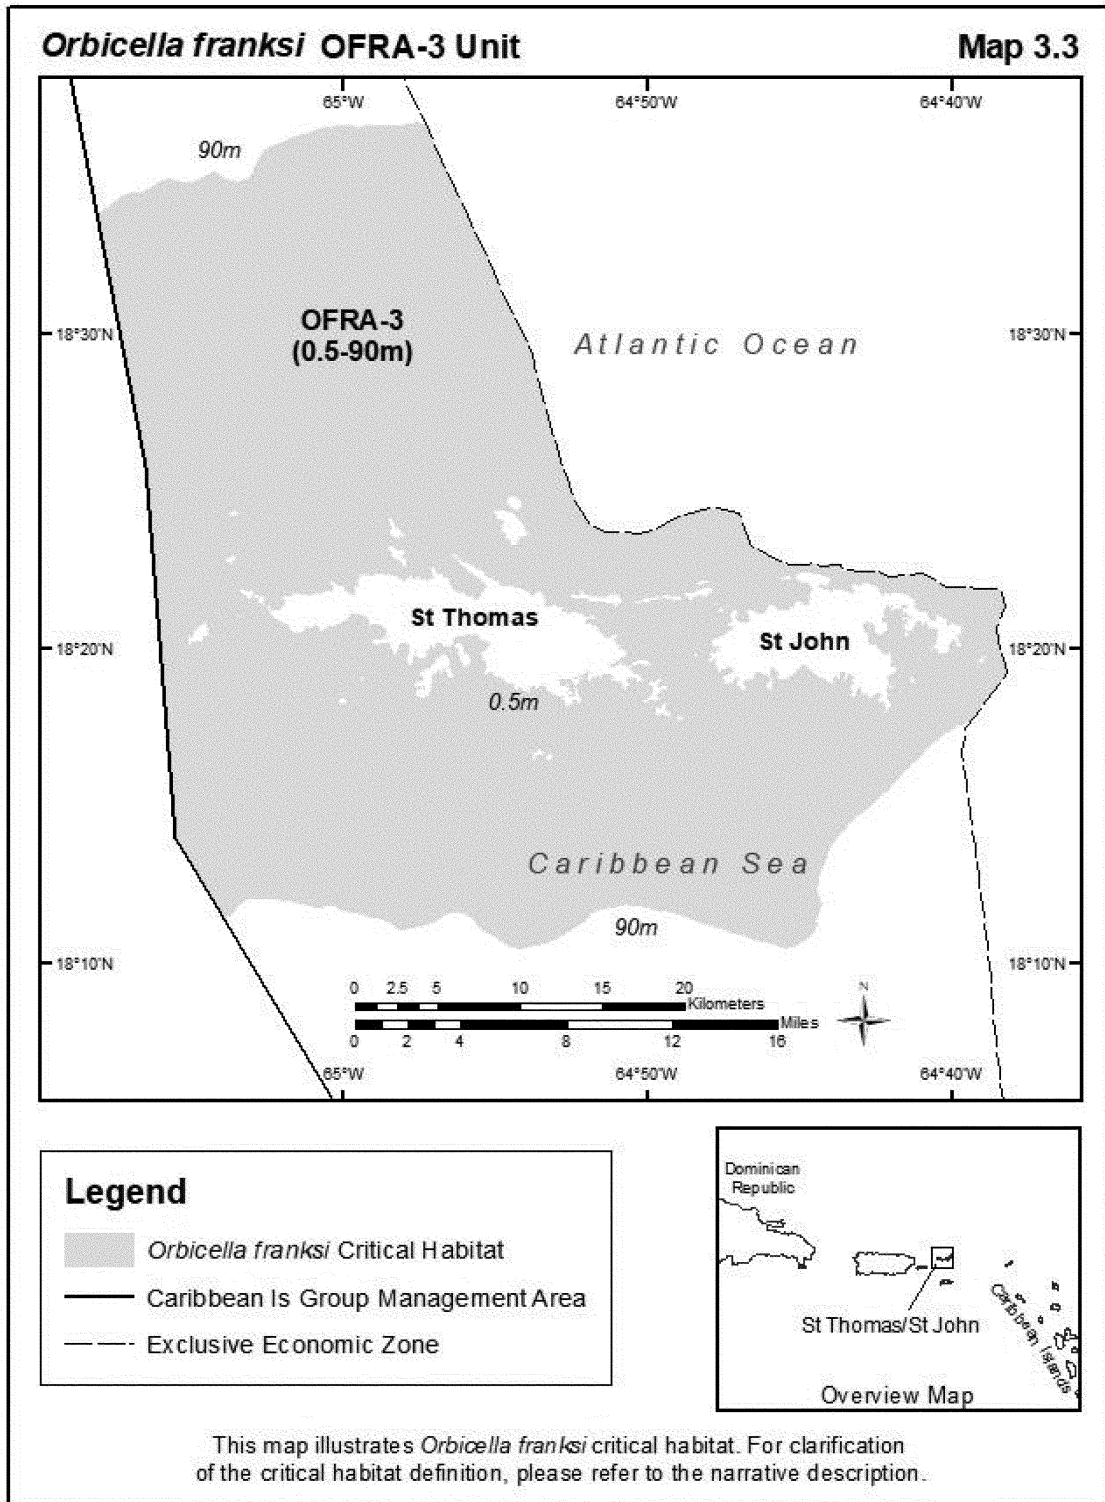 Orbicella franksi OFRA-3 Unit
Map 3.3
65°W
64°50'W
64°40'W
90m
OFRA-3
(0.5-90m)
18°30'N
Atlantic Ocean
18°30'N
St Thomas
St John
18°20'N
18°20'N
0.5m
Caribbean Sea
90m
18°10'N
18°10'N
0 2.5 5 10 15 20
Kilometers
N
Miles
0 2 4 8 12 16
65°W
64°50'W
64°40'W
Legend
Orbicella franksi Critical Habitat
Caribbean Is Group Management Area
Exclusive Economic Zone
Dominican
Republic
St Thomas/St John
Caribbean Islands
Overview Map
This map illustrates Orbicella franksi critical habitat. For clarification
of the critical habitat definition, please refer to the narrative description.